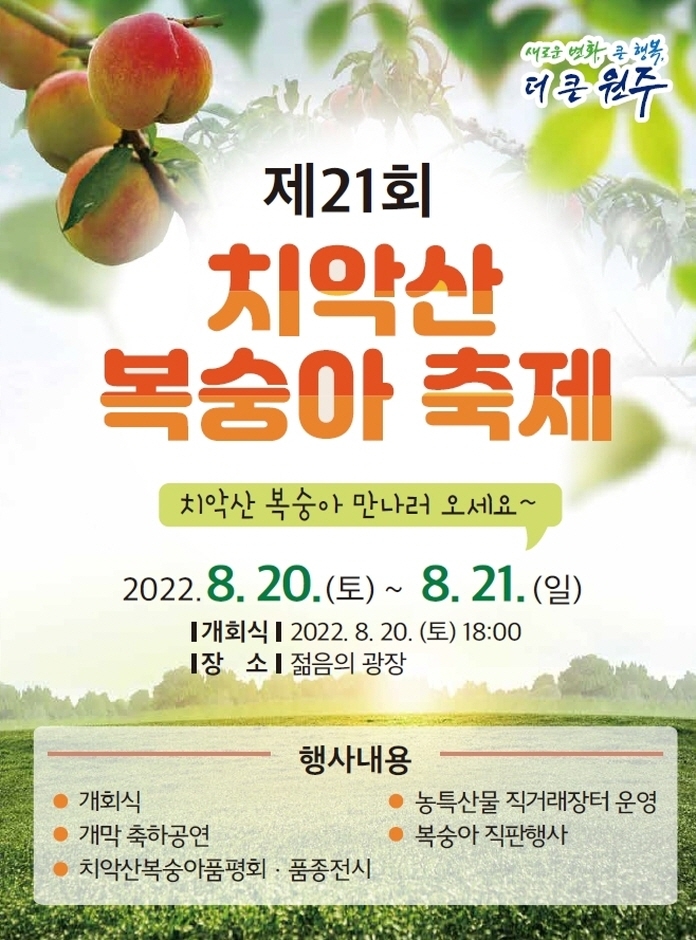 새로운 변화, 큰 행복,
더 큰 원주
제21회
치악산
복숭아 축제
치악산 복숭아 만나러 오세요~
2022. 8. 20.(토) ~ 8. 21.(일)
개회식 2022. 8. 20. (토) 18:00
장 소 젊음의 광장
행사내용
● 개회식
● 개막 축하공연
● 치악산복숭아품평회 · 품종전시
● 농특산물 직거래장터 운영
● 복숭아 직판행사